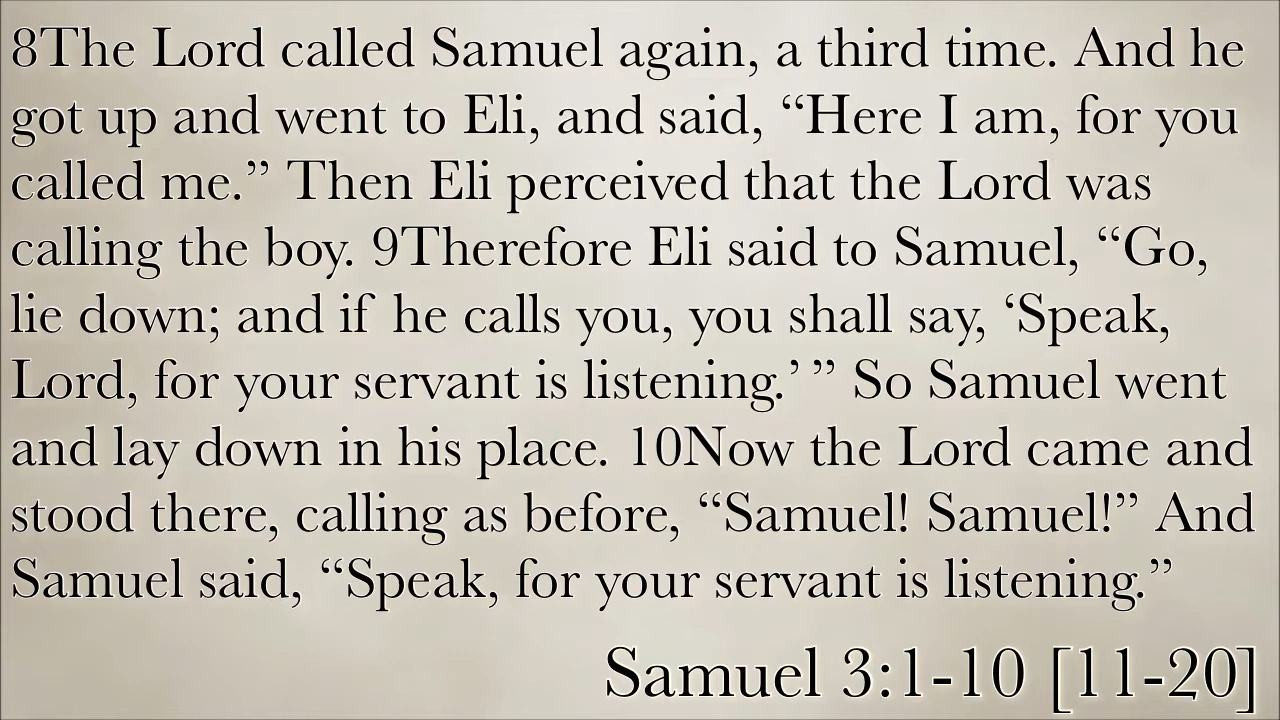 8The Lord called Samuel again, a third time. And he
got up and went to Eli, and said, “Here I am, for you
called me.” Then Eli perceived that the Lord was
calling the boy. 9Therefore Eli said to Samuel, “Go,
lie down; and if he calls you, you shall say, ‘Speak,
Lord, for your servant is listening.’ ” So Samuel went
and lay down in his place. 10Now the Lord came and
stood there, calling as before, “Samuel! Samuel!” And
Samuel said, “Speak, for your servant is listening.”
Samuel 3:1-10 [11-20]